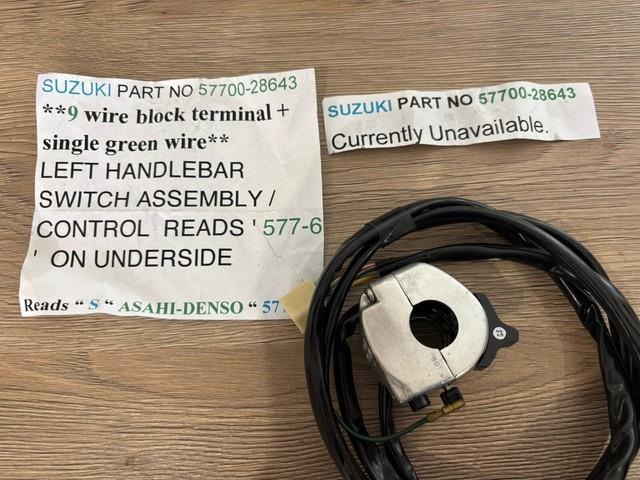 SUZUKI PART NO 57700-28643
**9 wire block terminal +
single green wire**
LEFT HANDLEBAR
SWITCH ASSEMBLY /
CONTROL READS ' 577-6
' ON UNDERSIDE
Reads " S " ASAHI-DENSO " 57
SUZUKI PART NO 57700-28643
Currently Unavailable.